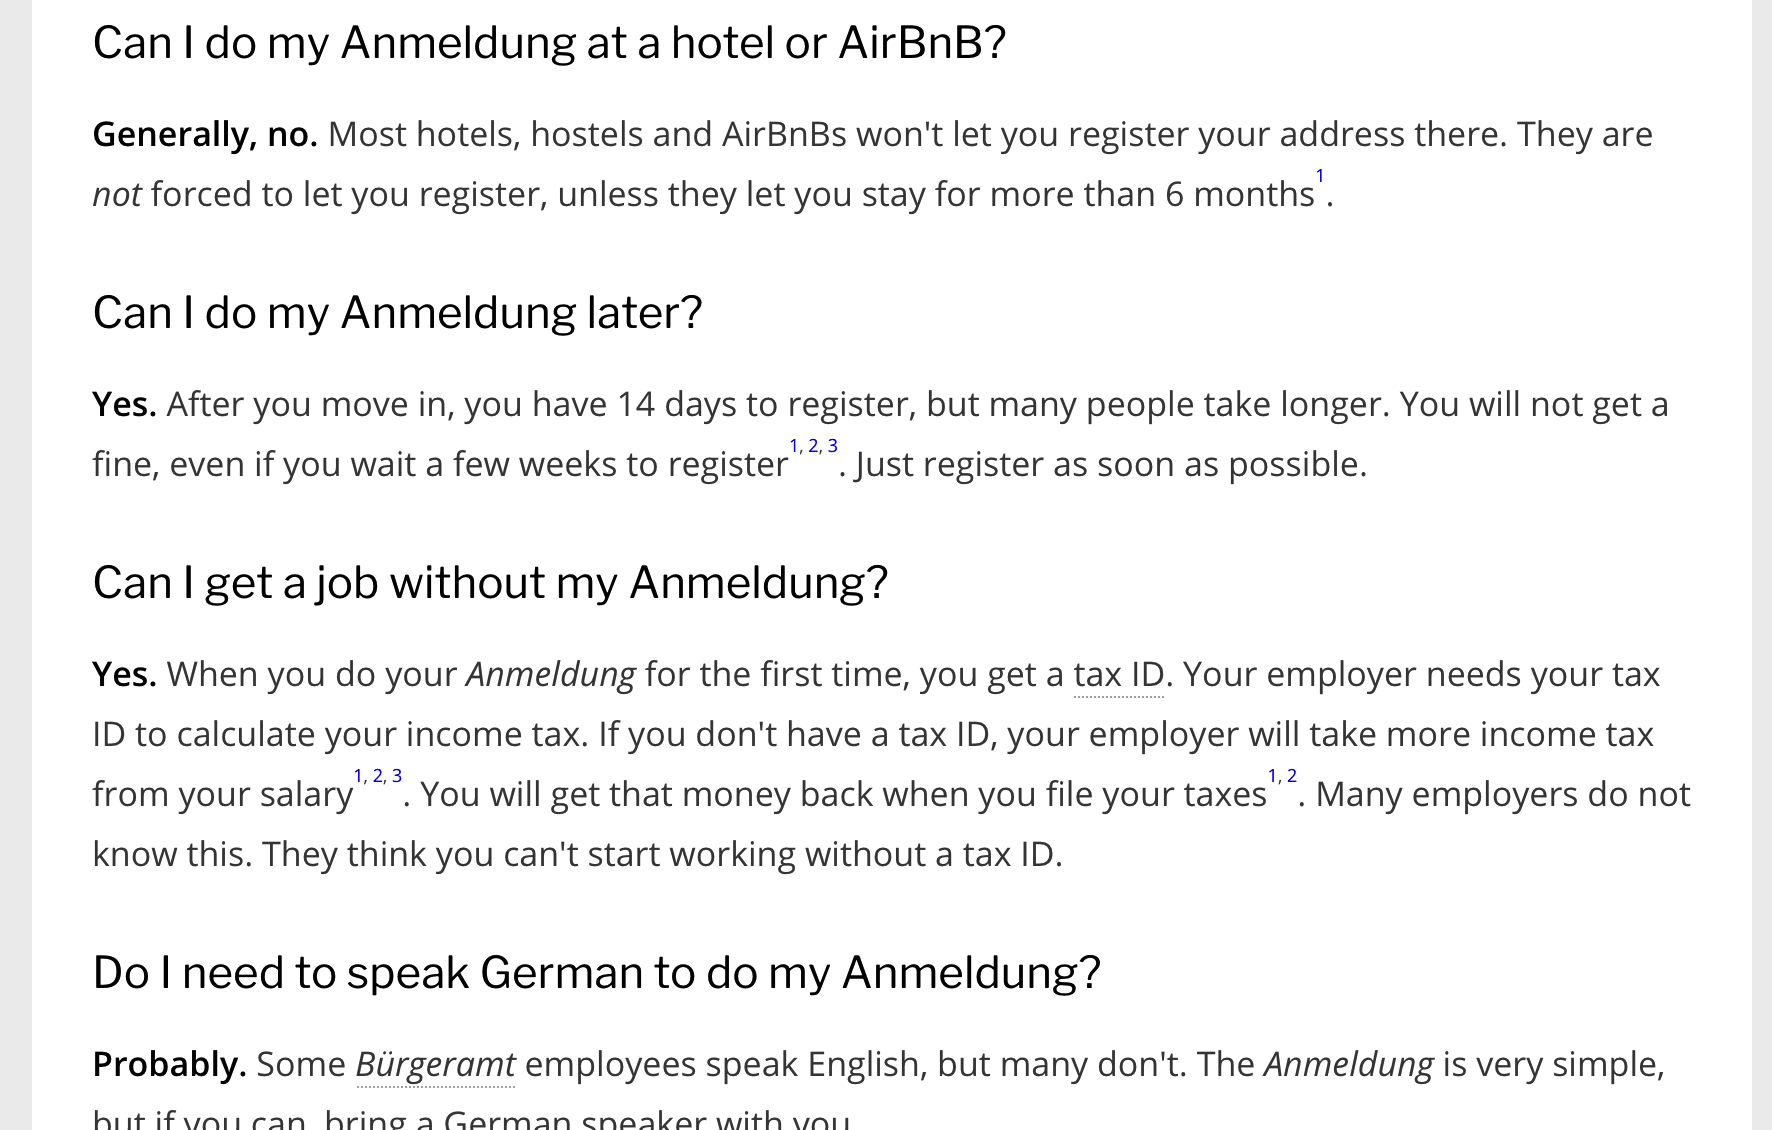 Can I do my Anmeldung at a hotel or AirBnB?
Generally, no. Most hotels, hostels and AirBnBs won't let you register your address there. They are
not forced to let you register, unless they let you stay for more than 6 months1.
Can I do my Anmeldung later?
Yes. After you move in, you have 14 days to register, but many people take longer. You will not get a
fine, even if you wait a few weeks to register1, 2, 3. Just register as soon as possible.
Can I get a job without my Anmeldung?
Yes. When you do your Anmeldung for the first time, you get a tax ID. Your employer needs your tax
ID to calculate your income tax. If you don't have a tax ID, your employer will take more income tax
from your salary1, 2, 3. You will get that money back when you file your taxes1, 2. Many employers do not
know this. They think you can't start working without a tax ID.
Do I need to speak German to do my Anmeldung?
Probably. Some Bürgeramt employees speak English, but many don't. The Anmeldung is very simple,
but if you can, bring a German speaker with you.